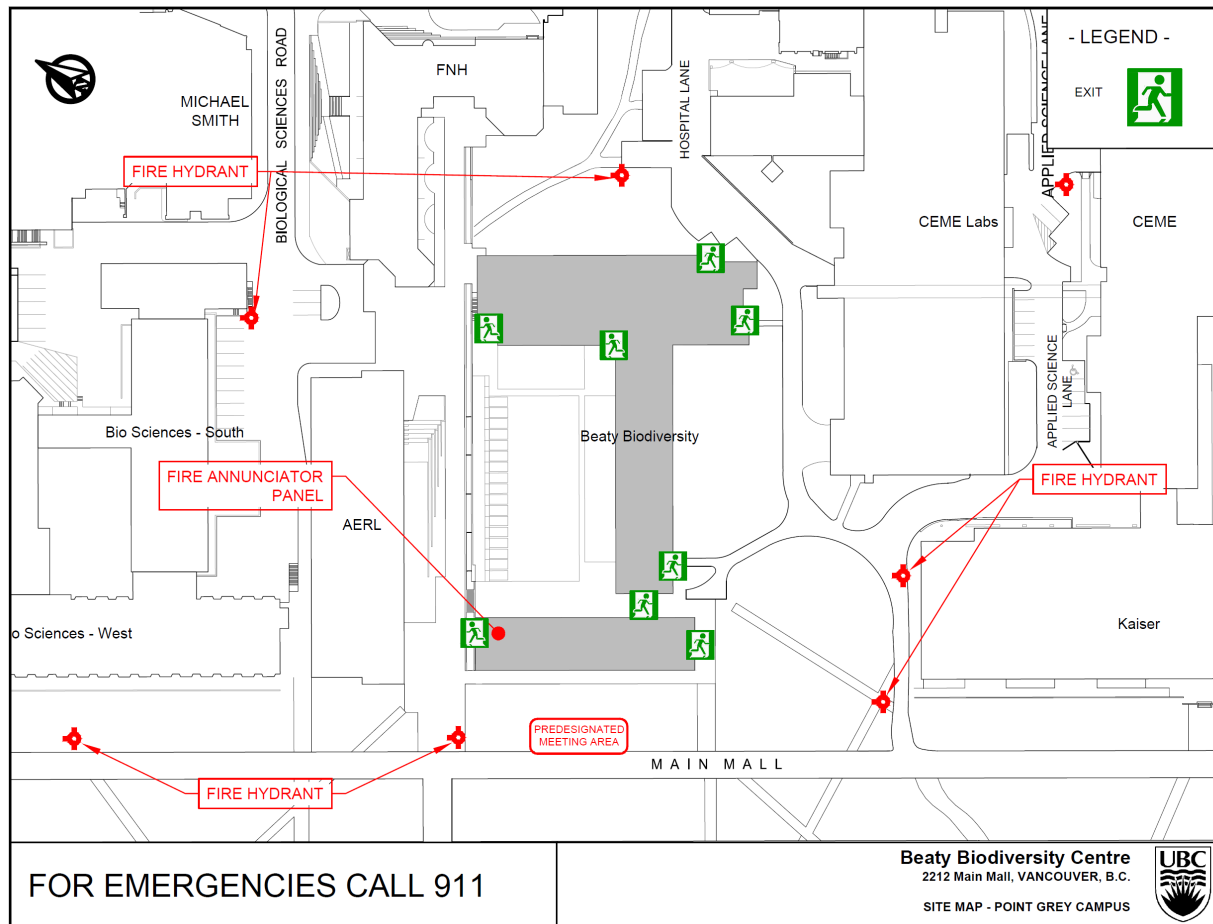 - LEGEND -
EXIT
FNH
BIOLOGICAL SCIENCES ROAD
HOSPITAL LANE
APPLIED SCIENCE LANE
MICHAEL
SMITH
FIRE HYDRANT
CEME Labs
CEME
APPLIED SCIENCE
LANE
Bio Sciences - South
Beaty Biodiversity
FIRE ANNUNCIATOR
PANEL
FIRE HYDRANT
AERL
o Sciences - West
Kaiser
PREDESIGNATED
MEETING AREA
MAIN MALL
FIRE HYDRANT
FOR EMERGENCIES CALL 911
Beaty Biodiversity Centre
2212 Main Mall, VANCOUVER, B.C.
SITE MAP - POINT GREY CAMPUS
UBC